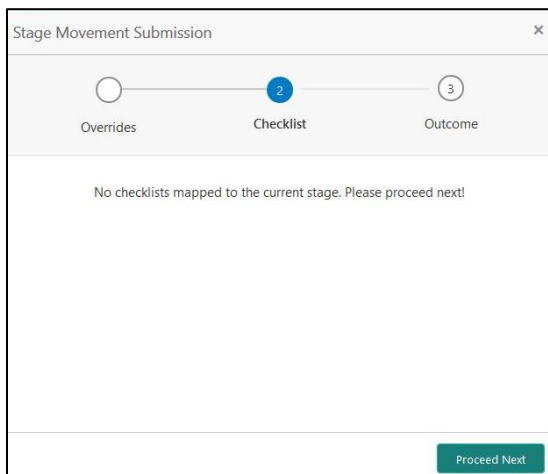 Stage Movement Submission ×
2 3
Overrides Checklist Outcome
No checklists mapped to the current stage. Please proceed next!
Proceed Next